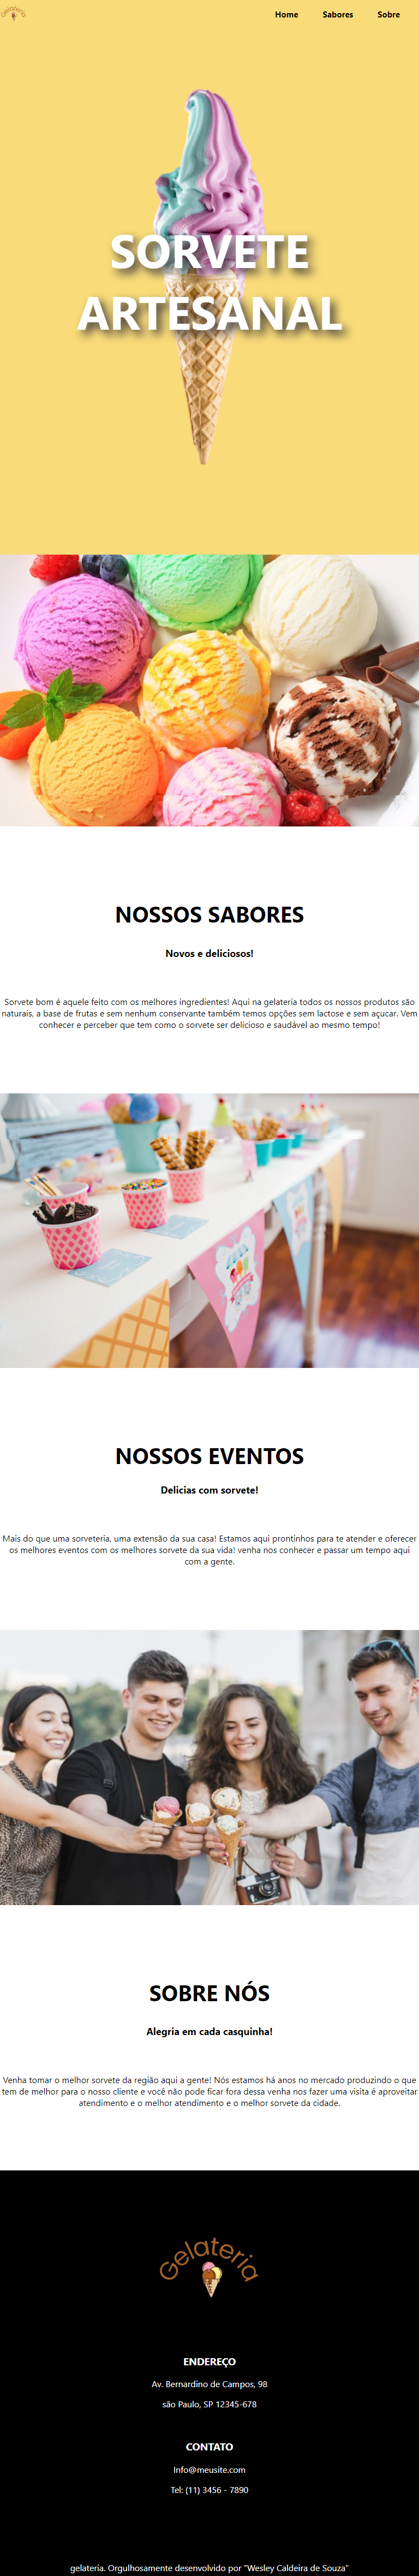 Gelateria
Home Sabores Sobre
SORVETE
ARTESANAL
NOSSOS SABORES
Novos e deliciosos!
Sorvete bom é aquele feito com os melhores ingredientes! Aqui na gelateria todos os nossos produtos são
naturais, a base de frutas e sem nenhum conservante também temos opções sem lactose e sem açucar. Vem
conhecer e perceber que tem como o sorvete ser delicioso e saudável ao mesmo tempo!
NOSSOS EVENTOS
Delicias com sorvete!
Mais do que uma sorveteria, uma extensão da sua casa! Estamos aqui prontinhos para te atender e oferecer
os melhores eventos com os melhores sorvete da sua vida! venha nos conhecer e passar um tempo aqui
com a gente.
SOBRE NÓS
Alegria em cada casquinha!
Venha tomar o melhor sorvete da região aqui a gente! Nós estamos há anos no mercado produzindo o que
tem de melhor para o nosso cliente e você não pode ficar fora dessa venha nos fazer uma visita é aproveitar
atendimento e o melhor atendimento e o melhor sorvete da cidade.
Gelateria
ENDEREÇO
Av. Bernardino de Campos, 98
são Paulo, SP 12345-678
CONTATO
Info@meusite.com
Tel: (11) 3456 - 7890
gelateria. Orgulhosamente desenvolvido por "Wesley Caldeira de Souza"